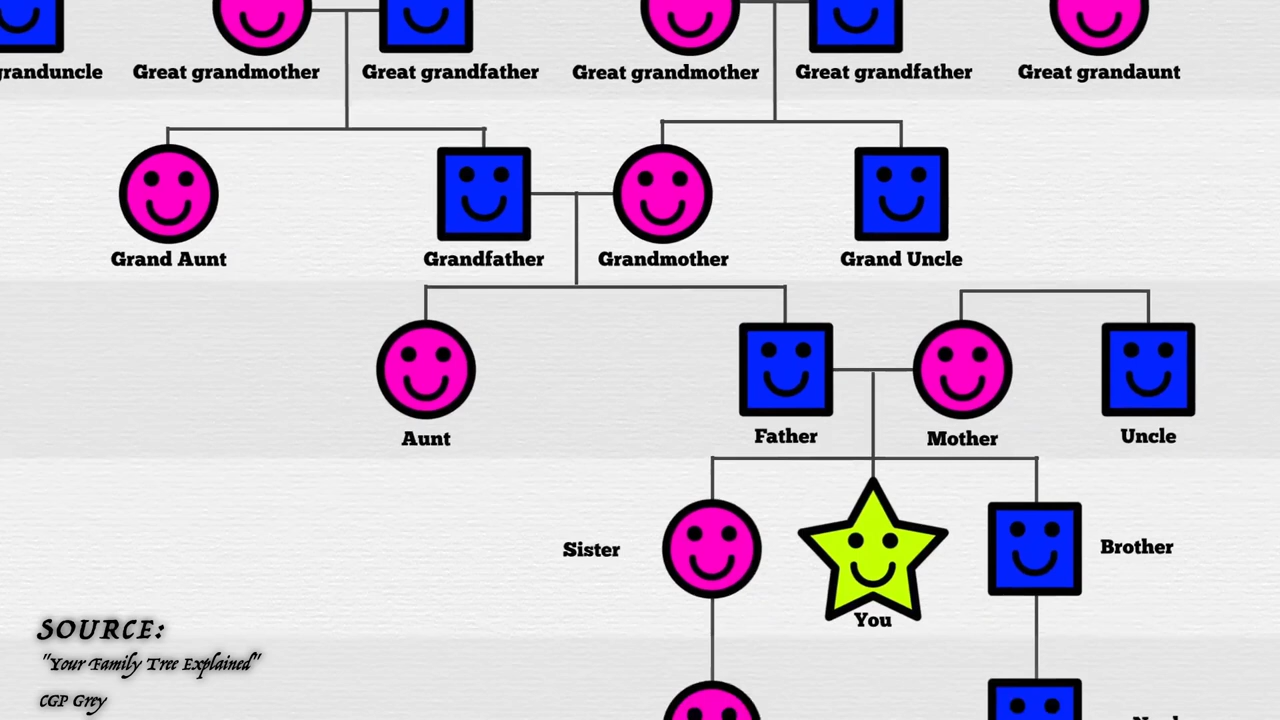 granduncle Great grandmother Great grandfather Great grandmother Great grandfather Great grandaunt
Grand Aunt Grandfather Grandmother Grand Uncle
Aunt Father Mother Uncle
Sister You Brother
SOURCE:
"Your Family Tree Explained"
CGP Grey